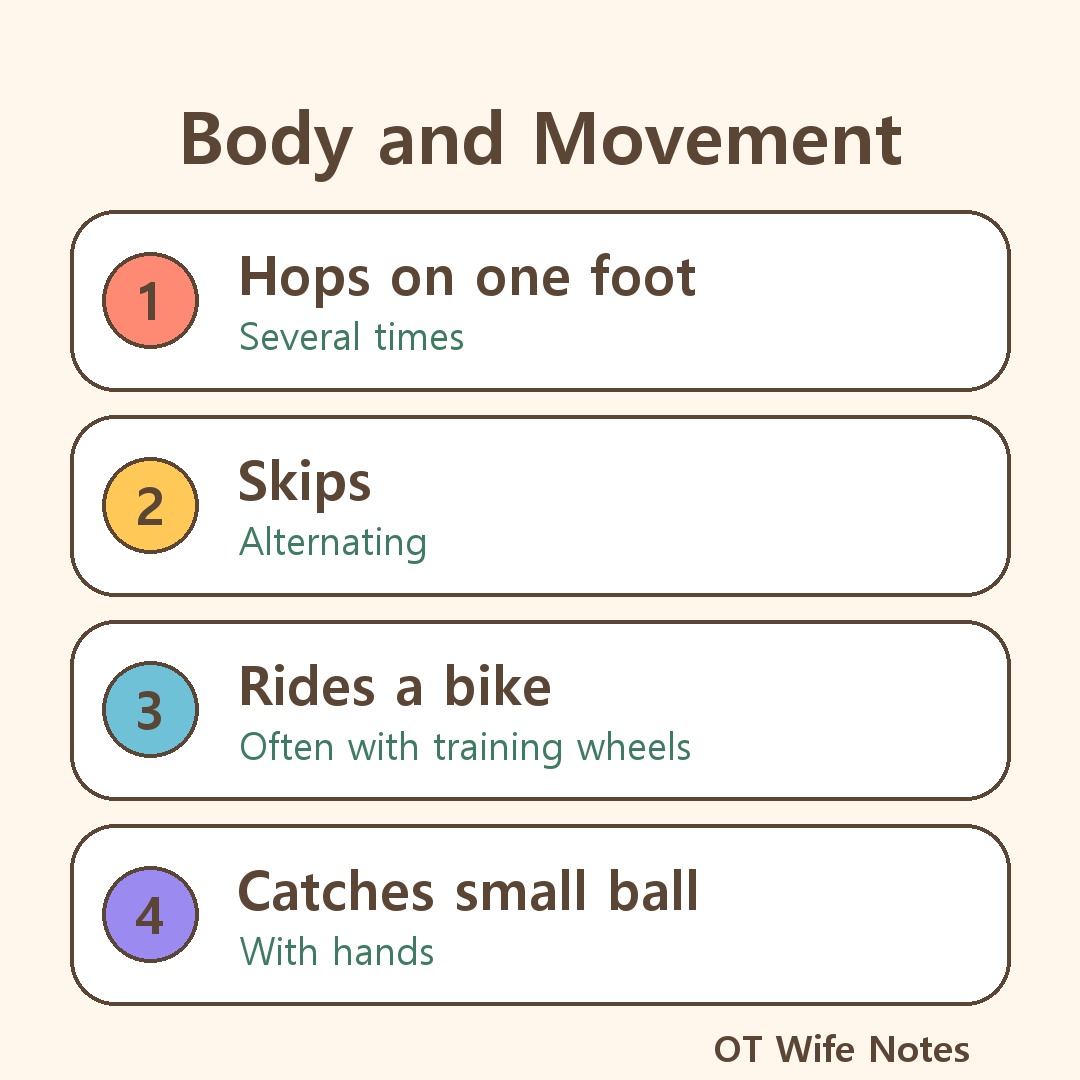 Body and Movement
1
Hops on one foot
Several times
2
Skips
Alternating
3
Rides a bike
Often with training wheels
4
Catches small ball
With hands
OT Wife Notes